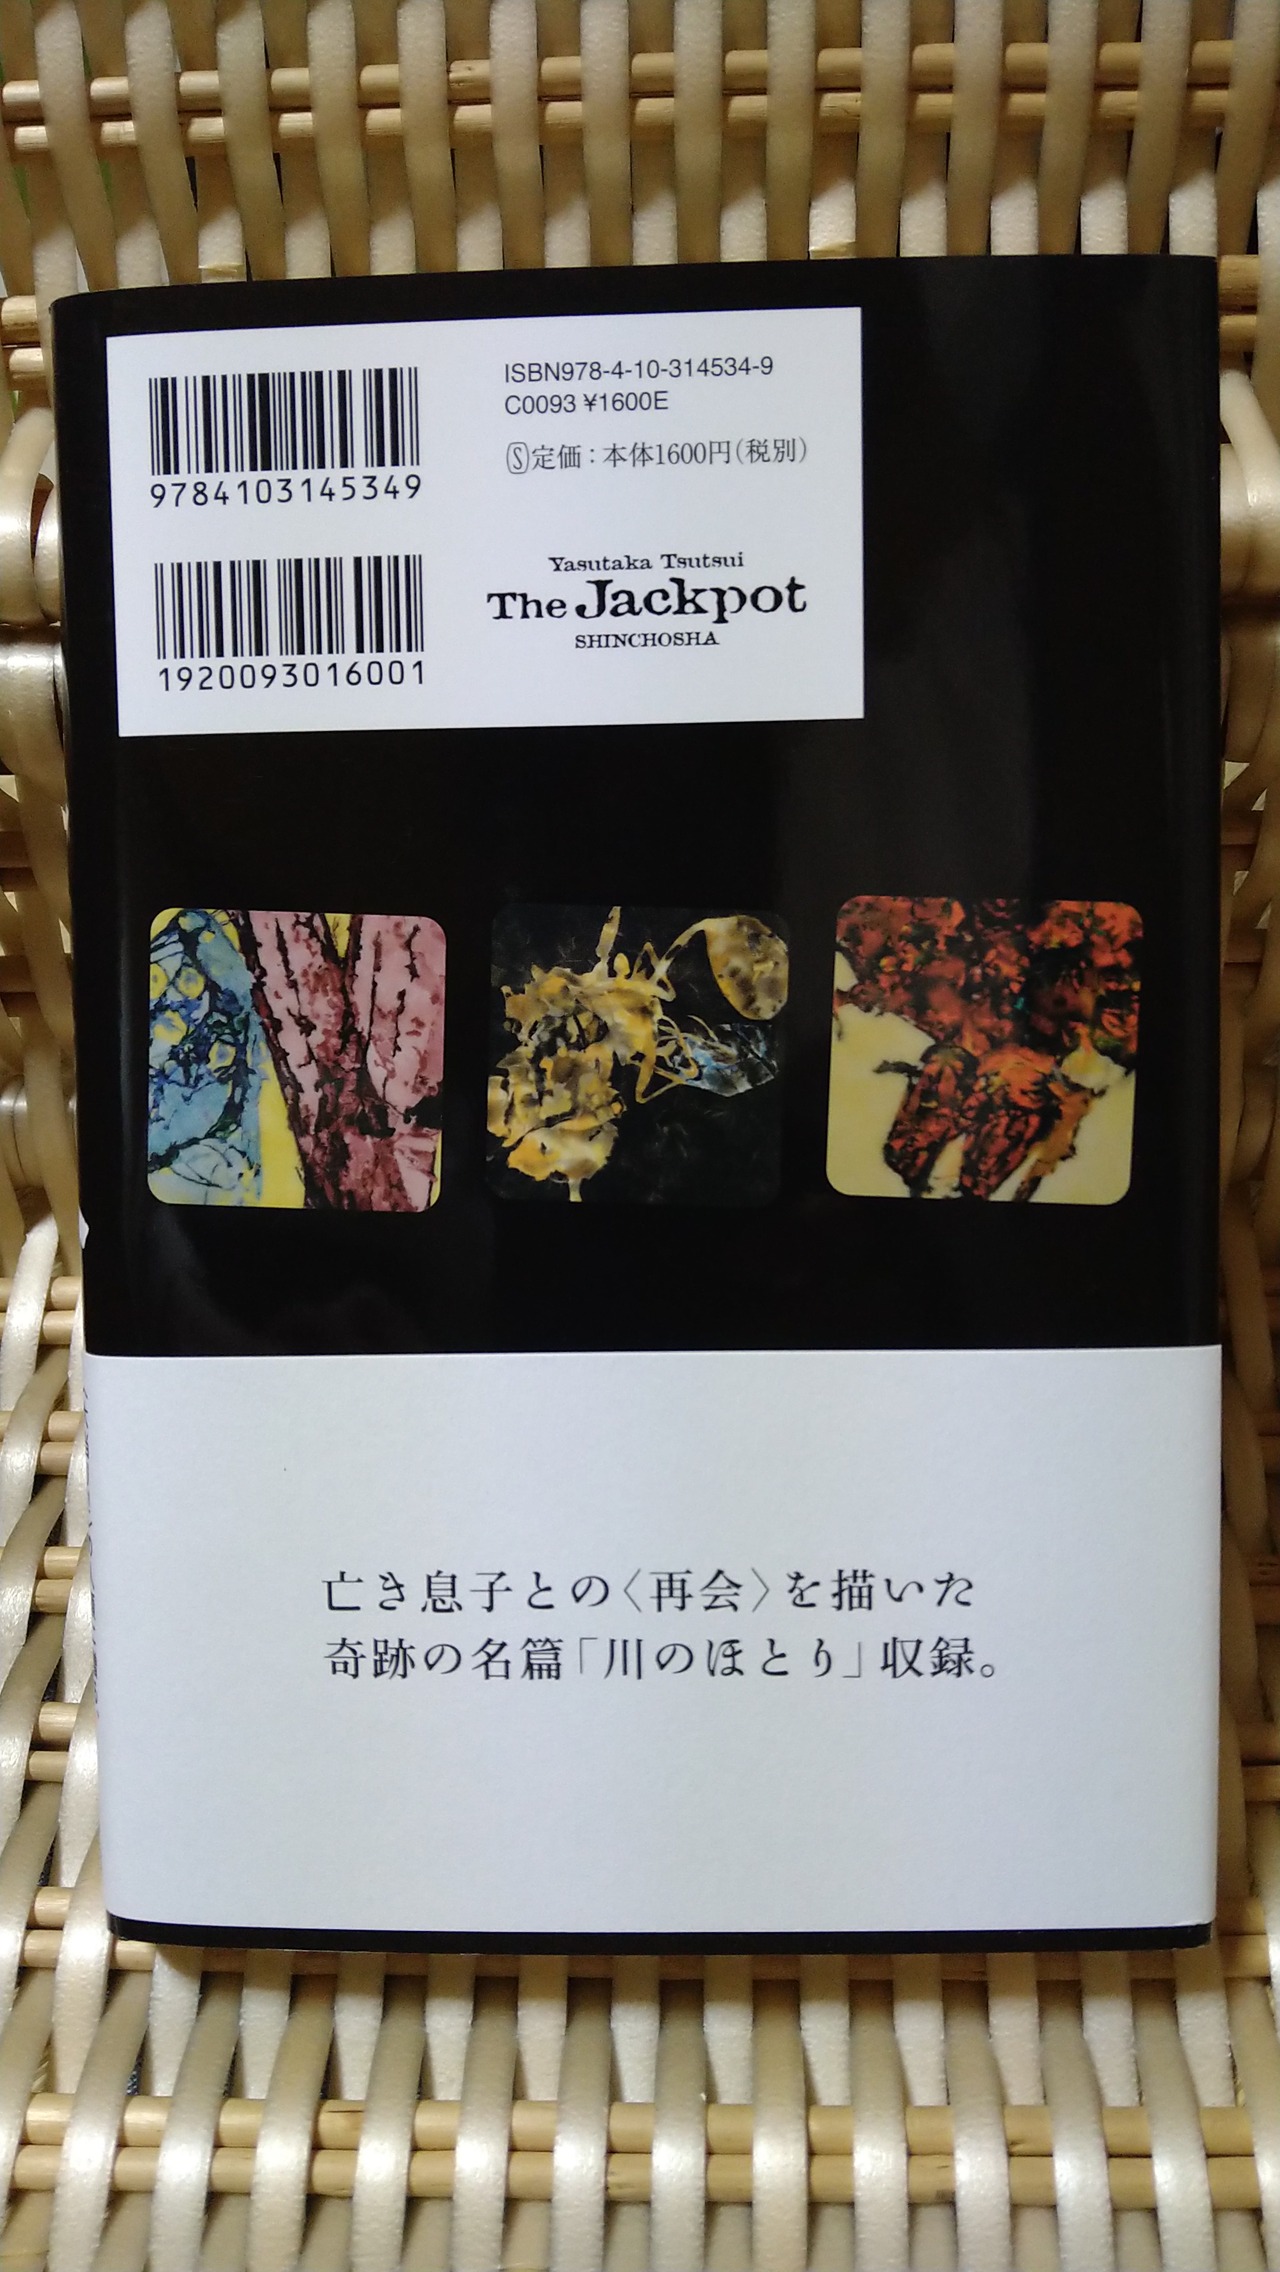 ISBN978-4-10-314534-9
C0093 ¥1600E
Ⓢ定価：本体1600円（税別）
9784103145349
Yasutaka Tsutsui
The Jackpot
SHINCHOSHA
1920093016001
亡き息子との〈再会〉を描いた
奇跡の名篇「川のほとり」収録。